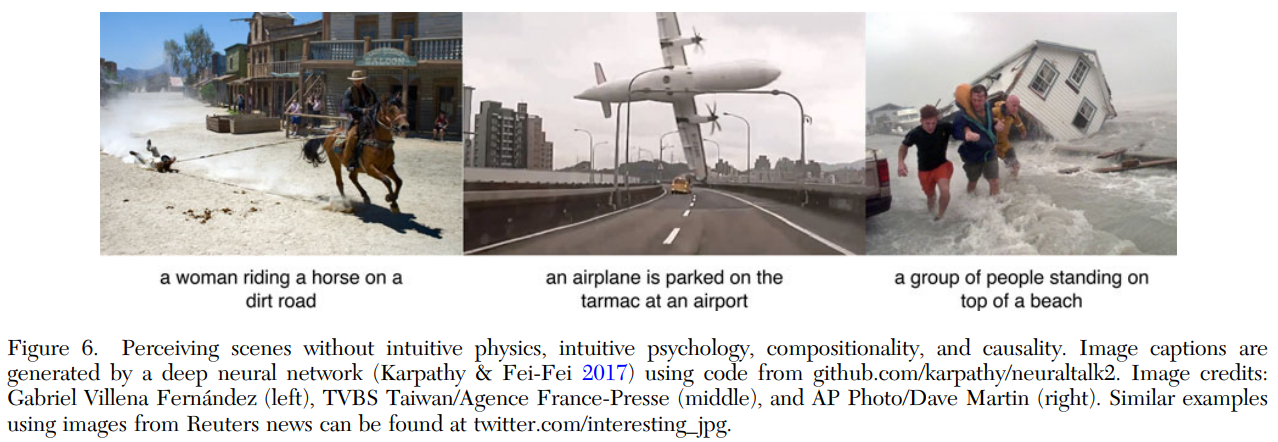 SALOON
a woman riding a horse on a
dirt road
an airplane is parked on the
tarmac at an airport
a group of people standing on
top of a beach
Figure 6. Perceiving scenes without intuitive physics, intuitive psychology, compositionality, and causality. Image captions are
generated by a deep neural network (Karpathy & Fei-Fei 2017) using code from github.com/karpathy/neuraltalk2. Image credits:
Gabriel Villena Fernández (left), TVBS Taiwan/Agence France-Presse (middle), and AP Photo/Dave Martin (right). Similar examples
using images from Reuters news can be found at twitter.com/interesting_jpg.